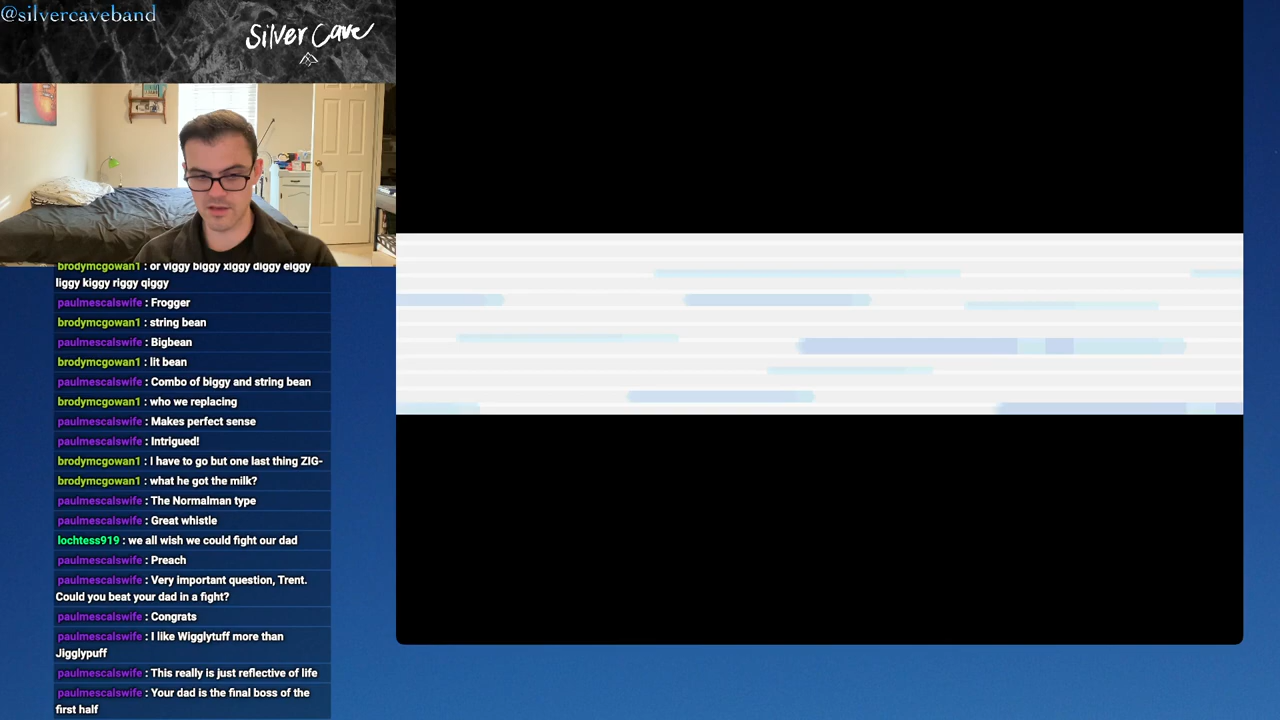 @silvercaveband
Silver Cave
brodymcgowan1 : or viggy biggy xiggy diggy eiggy
liggy kiggy riggy qiggy
paulmescalswife : Frogger
brodymcgowan1 : string bean
paulmescalswife : Bigbean
brodymcgowan1 : lit bean
paulmescalswife : Combo of biggy and string bean
brodymcgowan1 : who we replacing
paulmescalswife : Makes perfect sense
paulmescalswife : Intrigued!
brodymcgowan1 : I have to go but one last thing ZIG-
brodymcgowan1 : what he got the milk?
paulmescalswife : The Normalman type
paulmescalswife : Great whistle
lochtess919 : we all wish we could fight our dad
paulmescalswife : Preach
paulmescalswife : Very important question, Trent.
Could you beat your dad in a fight?
paulmescalswife : Congrats
paulmescalswife : I like Wigglytuff more than
Jigglypuff
paulmescalswife : This really is just reflective of life
paulmescalswife : Your dad is the final boss of the
first half